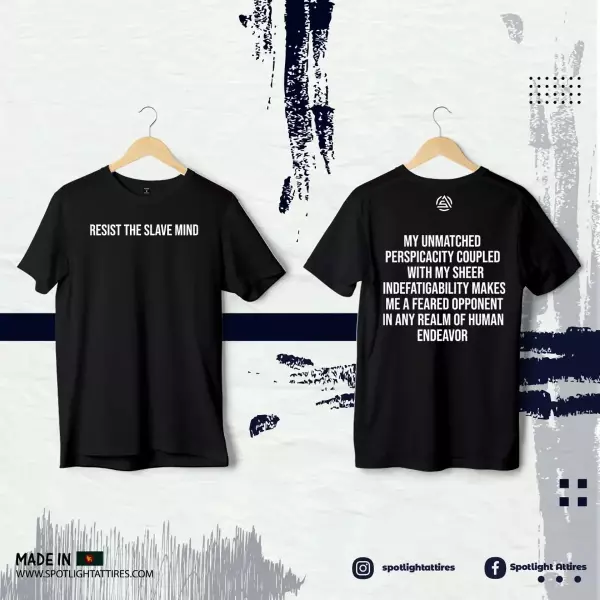 RESIST THE SLAVE MIND
MY UNMATCHED
PERSPICACITY COUPLED
WITH MY SHEER
INDEFATIGABILITY MAKES
ME A FEARED OPPONENT
IN ANY REALM OF HUMAN
ENDEAVOR
MADE IN
WWW.SPOTLIGHTATTIRES.COM
spotlightattires
Spotlight Attires